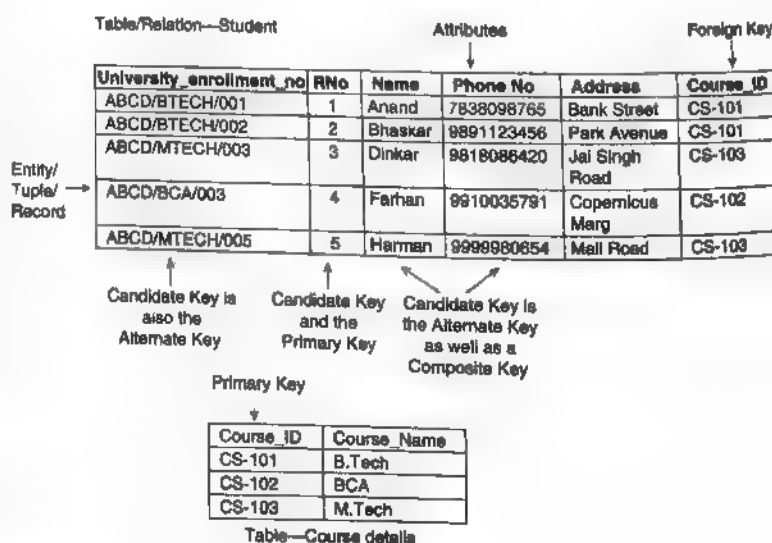 Table/Relation—Student Attributes Foreign Key
University_enrollment_no RNo Name Phone No Address Course_ID
ABCD/BTECH/001 1 Anand 7838098765 Bank Street CS-101
ABCD/BTECH/002 2 Bhaskar 9891123456 Park Avenue CS-101
ABCD/MTECH/003 3 Dinkar 9818086420 Jai Singh Road CS-103
Entity/
Tuple/
Record
ABCD/BCA/003 4 Farhan 9910035791 Copernicus Marg CS-102
ABCD/MTECH/005 5 Harman 9999980654 Mall Road CS-103
Candidate Key is
also the
Alternate Key
Candidate Key
and the
Primary Key
Candidate Key is
the Alternate Key
as well as a
Composite Key
Primary Key
Course_ID Course_Name
CS-101 B.Tech
CS-102 BCA
CS-103 M.Tech
Table—Course details